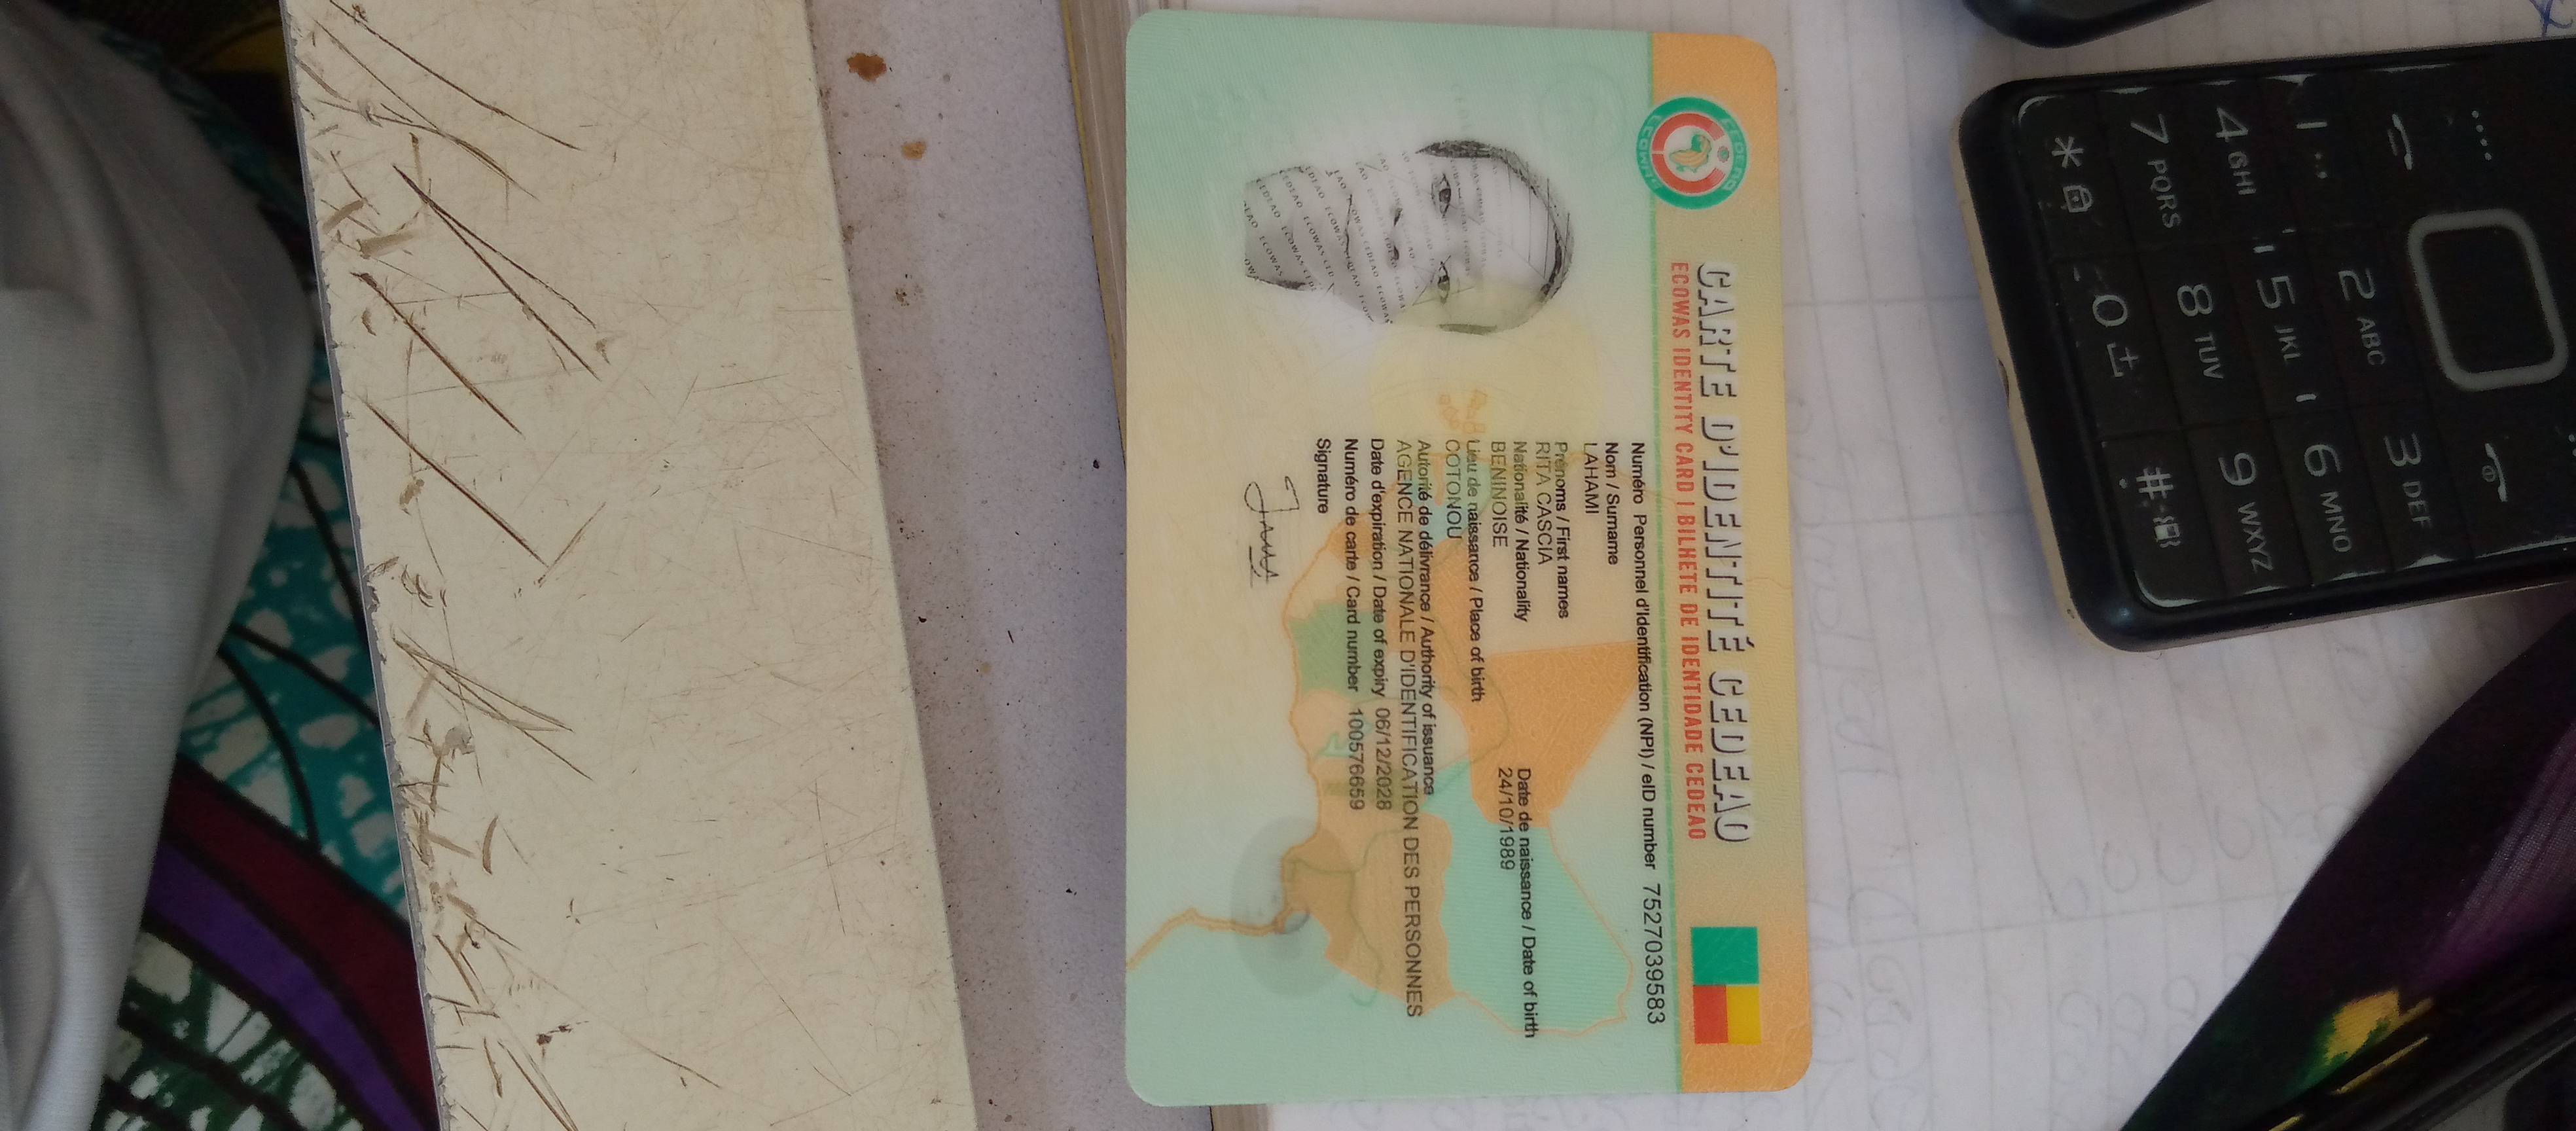 CARTE D'IDENTITÉ CEDEAO
ECOWAS IDENTITY CARD | BILHETE DE IDENTIDADE CEDEAO
CEDEAO
ECOWAS
Numéro Personnel d'Identification (NPI) / eID number 7527039583
Nom / Surname
LAHAMI
Prénoms / First names
RITA CASCIA
Nationalité / Nationality
BENINOISE
Date de naissance / Date of birth
24/10/1989
Lieu de naissance / Place of birth
COTONOU
Autorité de délivrance / Authority of issuance
AGENCE NATIONALE D'IDENTIFICATION DES PERSONNES
Date d'expiration / Date of expiry 06/12/2028
Numéro de carte / Card number 100576659
Signature
1
2 ABC
3 DEF
4 GHI
5 JKL
6 MNO
7 PQRS
8 TUV
9 WXYZ
*
0
#